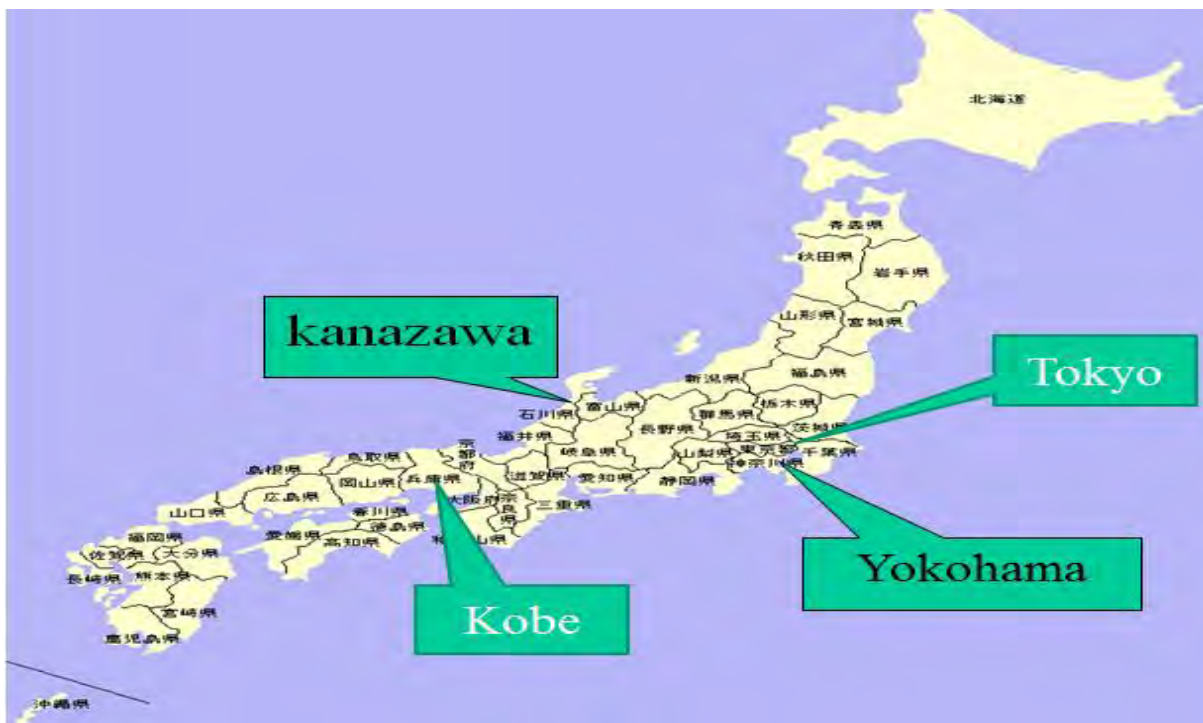 北海道
青森県
秋田県
岩手県
山形県
宮城県
kanazawa
Tokyo
新潟県
福島県
栃木県
石川県
富山県
群馬県
茨城県
福井県
長野県
埼玉県
京都府
岐阜県
山梨県
東京都
千葉県
神奈川県
鳥取県
島根県
兵庫県
滋賀県
愛知県
静岡県
岡山県
広島県
大阪府
奈良県
三重県
山口県
香川県
徳島県
愛媛県
高知県
和歌山県
福岡県
佐賀県
大分県
長崎県
熊本県
Yokohama
宮崎県
Kobe
鹿児島県
沖縄県